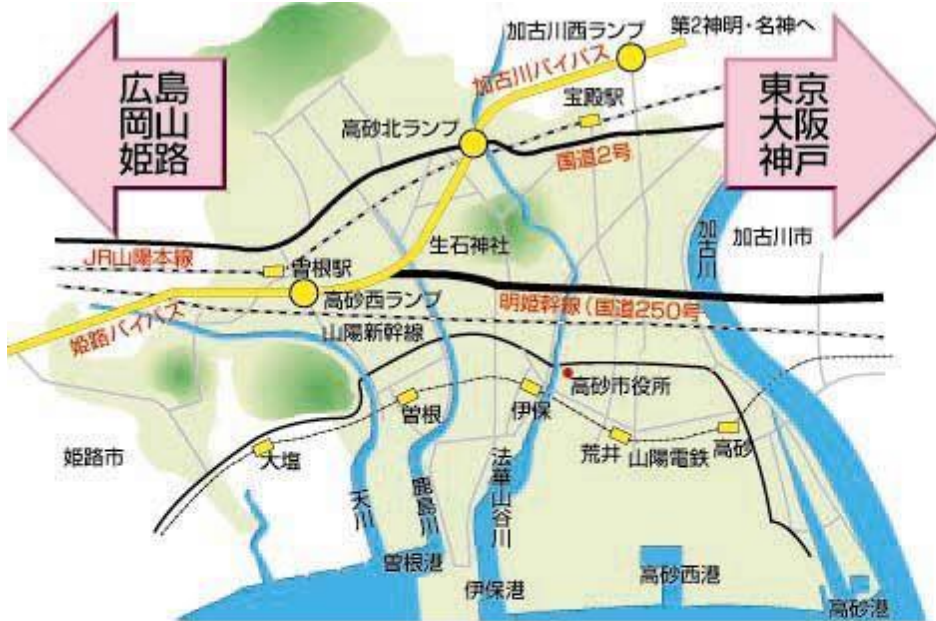 加古川西ランプ
第2神明・名神へ
加古川バイパス
広島
岡山
姫路
東京
大阪
神戸
宝殿駅
高砂北ランプ
国道2号
生石神社
加古川
加古川市
JR山陽本線
曽根駅
高砂西ランプ
明姫幹線(国道250号
姫路バイパス
山陽新幹線
高砂市役所
曽根
伊保
姫路市
大塩
荒井
山陽電鉄
高砂
天川
鹿島川
法華山谷川
曽根港
伊保港
高砂西港
高砂港